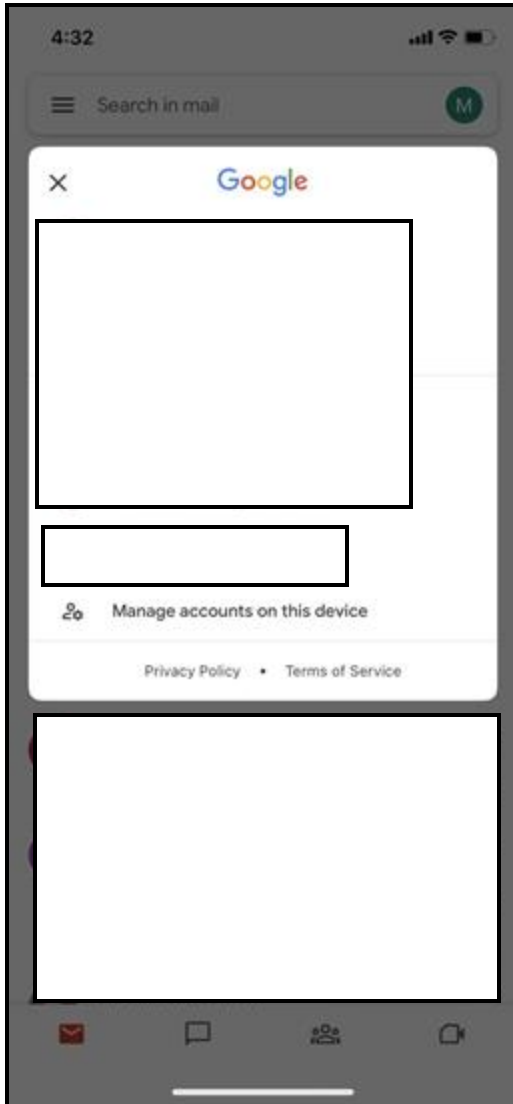 4:32
Search in mail
M
Google
Manage accounts on this device
Privacy Policy • Terms of Service